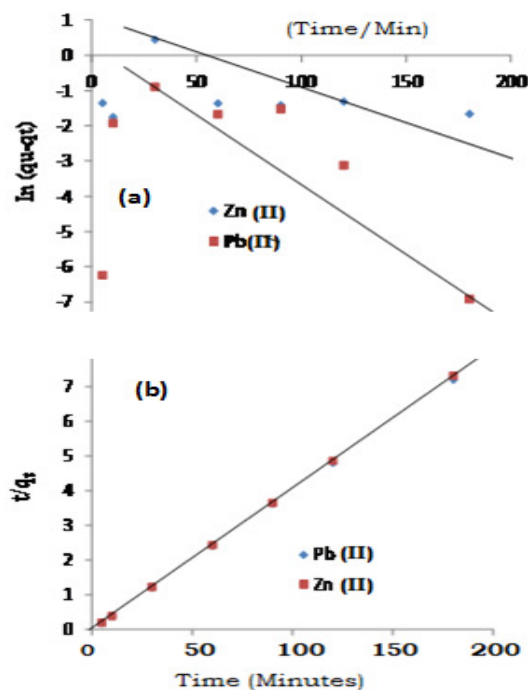 1
(Time/Min)
0
0
50
100
150
200
-1
-2
-3
-4
-5
-6
-7
ln (qu-qt)
(a)
Zn (II)
Pb(II)
7
6
5
4
3
2
1
0
t/qt
(b)
Pb (II)
Zn (II)
0
50
100
150
200
Time (Minutes)